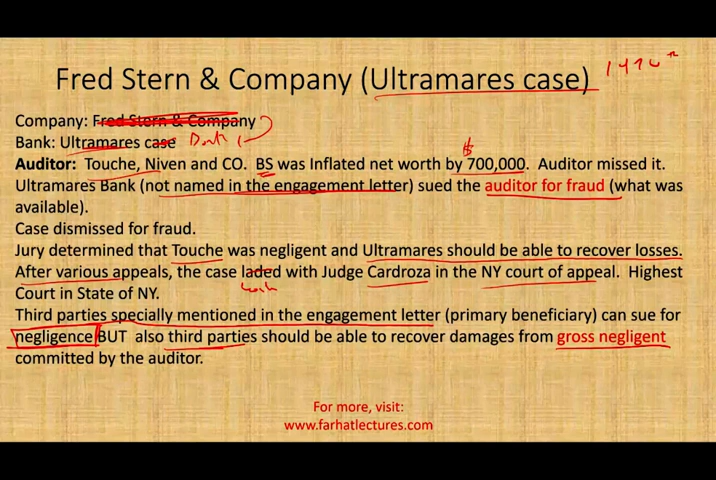 Fred Stern & Company (Ultramares case)
Company: Fred Stern & Company
Bank: Ultramares case
Auditor: Touche, Niven and CO. BS was Inflated net worth by $ 700,000. Auditor missed it.
Ultramares Bank (not named in the engagement letter) sued the auditor for fraud (what was
available).
Case dismissed for fraud.
Jury determined that Touche was negligent and Ultramares should be able to recover losses.
After various appeals, the case laded with Judge Cardroza in the NY court of appeal. Highest
Court in State of NY.
Third parties specially mentioned in the engagement letter (primary beneficiary) can sue for
negligence BUT also third parties should be able to recover damages from gross negligent
committed by the auditor.
For more, visit:
www.farhatlectures.com